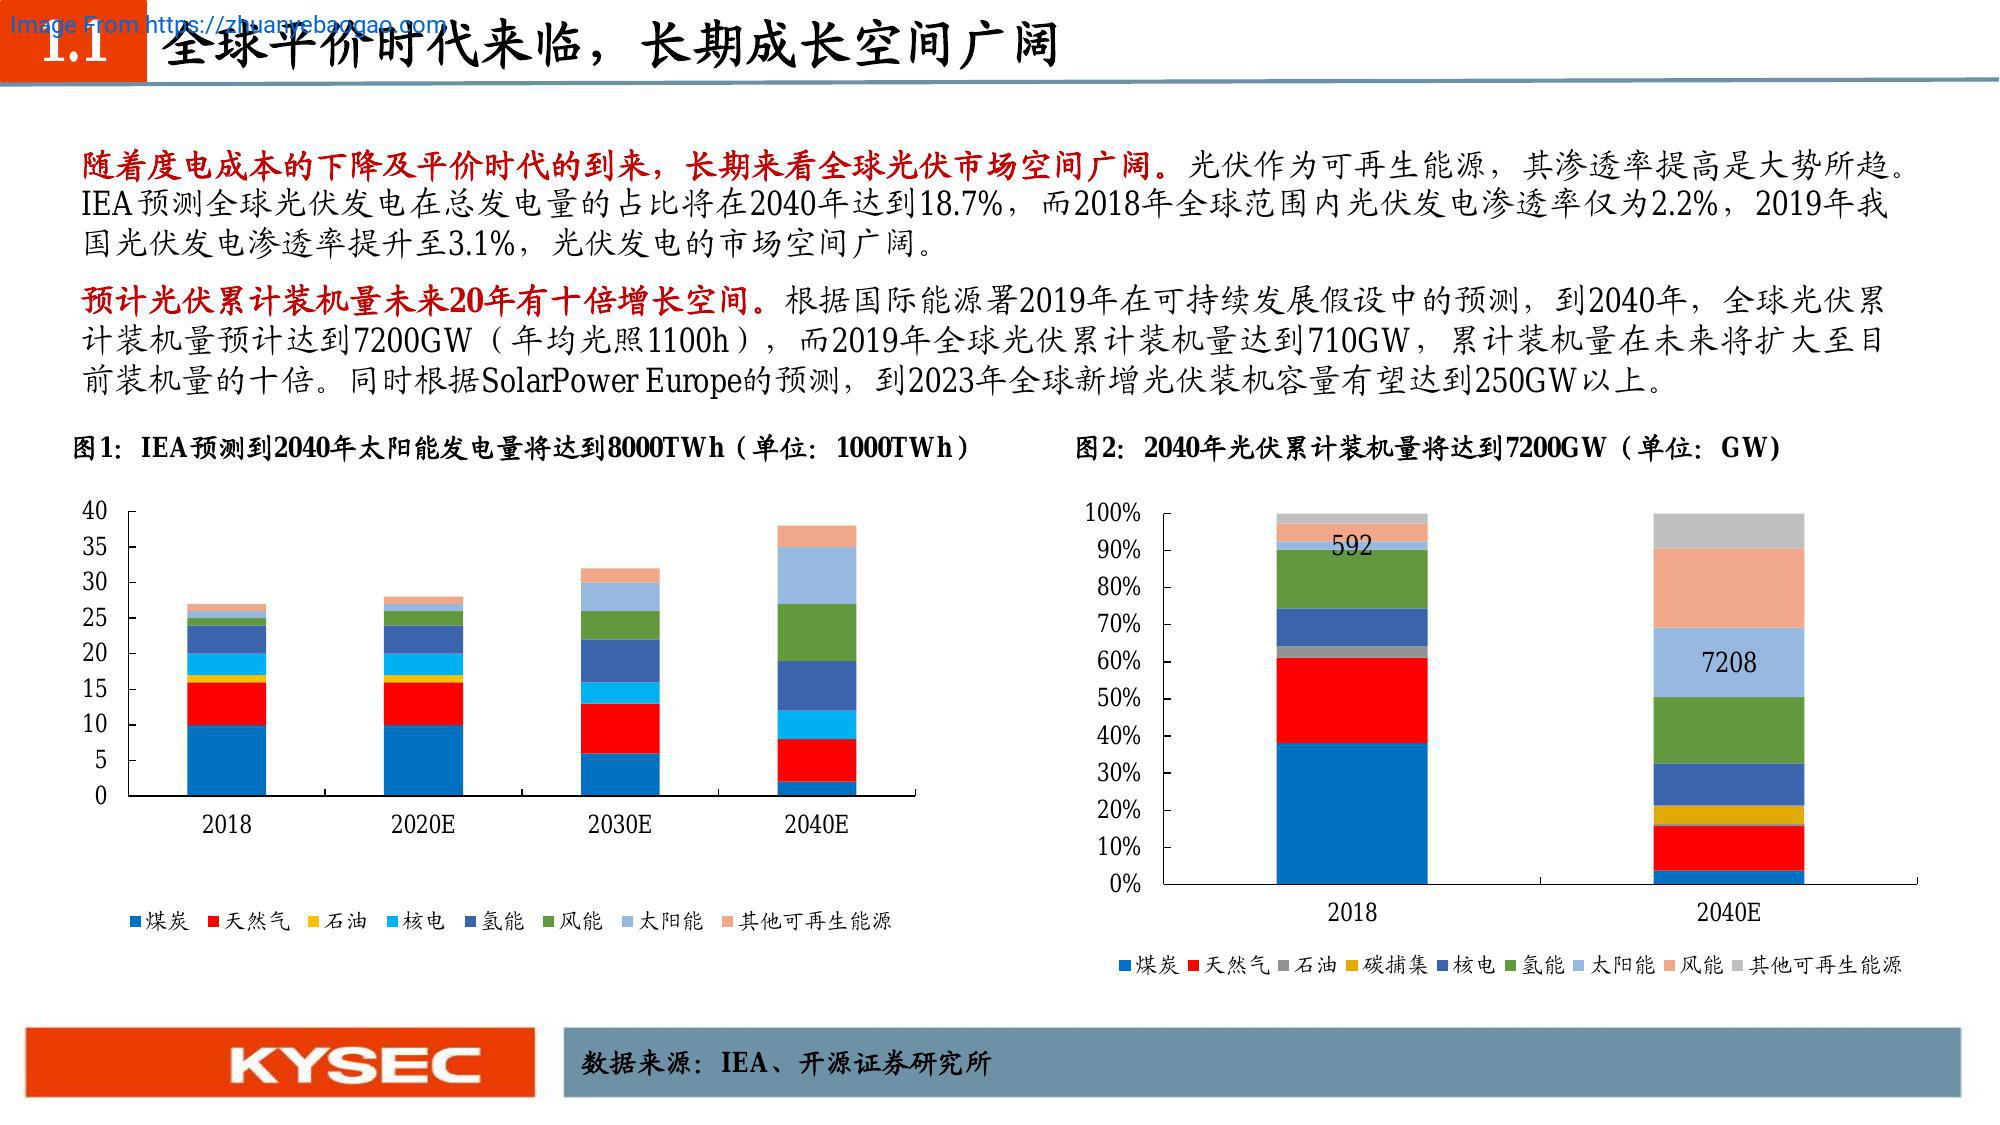 Image From https://zhuanyebaogao.com
1.1 全球平价时代来临，长期成长空间广阔
随着度电成本的下降及平价时代的到来，长期来看全球光伏市场空间广阔。光伏作为可再生能源，其渗透率提高是大势所趋。
IEA预测全球光伏发电在总发电量的占比将在2040年达到18.7%，而2018年全球范围内光伏发电渗透率仅为2.2%，2019年我
国光伏发电渗透率提升至3.1%，光伏发电的市场空间广阔。
预计光伏累计装机量未来20年有十倍增长空间。根据国际能源署2019年在可持续发展假设中的预测，到2040年，全球光伏累
计装机量预计达到7200GW（年均光照1100h），而2019年全球光伏累计装机量达到710GW，累计装机量在未来将扩大至目
前装机量的十倍。同时根据SolarPower Europe的预测，到2023年全球新增光伏装机容量有望达到250GW以上。
图1：IEA预测到2040年太阳能发电量将达到8000TWh（单位：1000TWh）
40
35
30
25
20
15
10
5
0
2018 2020E 2030E 2040E
煤炭 天然气 石油 核电 氢能 风能 太阳能 其他可再生能源
图2：2040年光伏累计装机量将达到7200GW（单位：GW)
100%
90%
80%
70%
60%
50%
40%
30%
20%
10%
0%
592
7208
2018 2040E
煤炭 天然气 石油 碳捕集 核电 氢能 太阳能 风能 其他可再生能源
KYSEC
数据来源：IEA、开源证券研究所